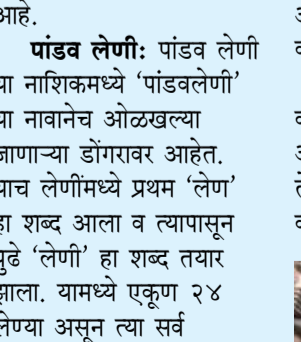 आहे.
पांडव लेणी: पांडव लेणी
या नाशिकमध्ये ‘पांडवलेणी’
या नावानेच ओळखल्या
जाणाऱ्या डोंगरावर आहेत.
याच लेणींमध्ये प्रथम ‘लेण’
हा शब्द आला व त्यापासून
पुढे ‘लेणी’ हा शब्द तयार
झाला. यामध्ये एकूण २४
लेण्या असून त्या सर्व